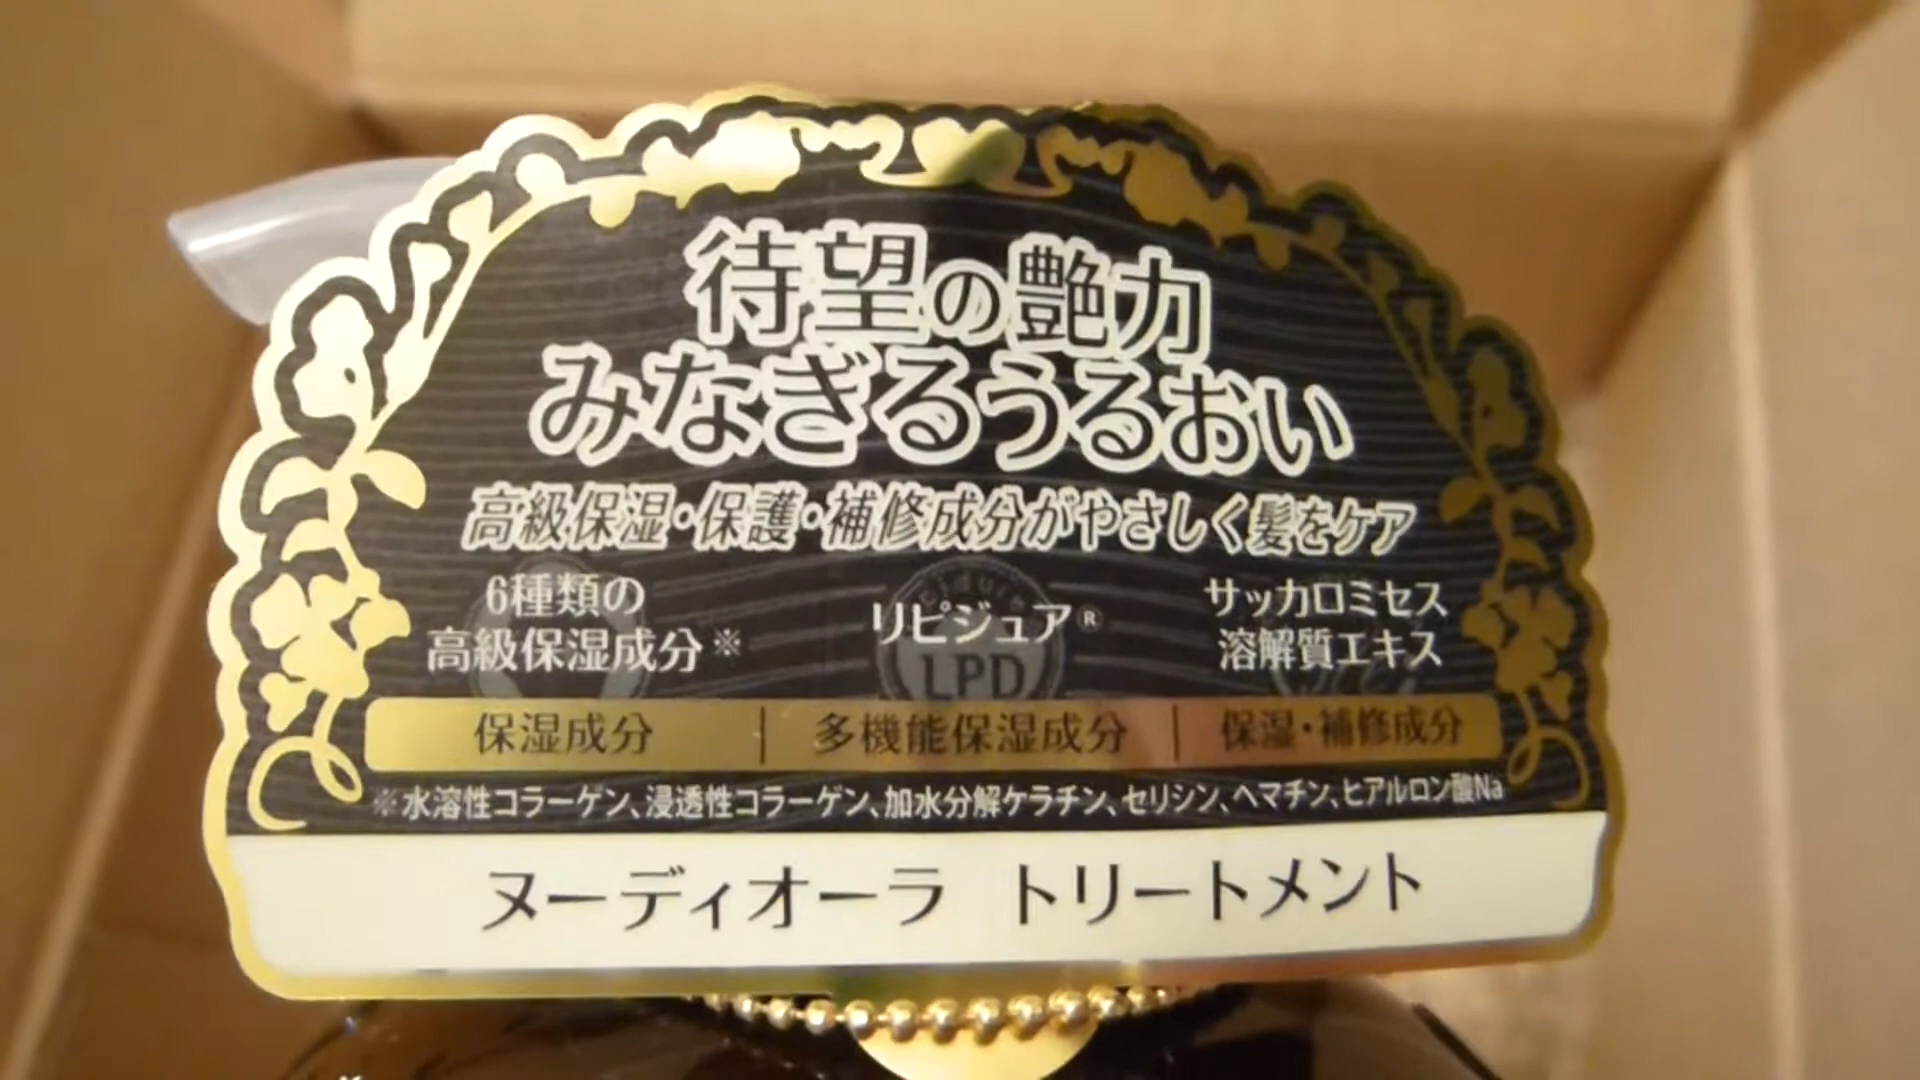 待望の艶力
みなぎるうるおい
高級保湿・保護・補修成分がやさしく髪をケア
6種類の
高級保湿成分※
リピジュア®
LPD
サッカロミセス
溶解質エキス
保湿成分
多機能保湿成分
保湿・補修成分
※水溶性コラーゲン、浸透性コラーゲン、加水分解ケラチン、セリシン、ヘマチン、ヒアルロン酸Na
ヌーディオーラ トリートメント